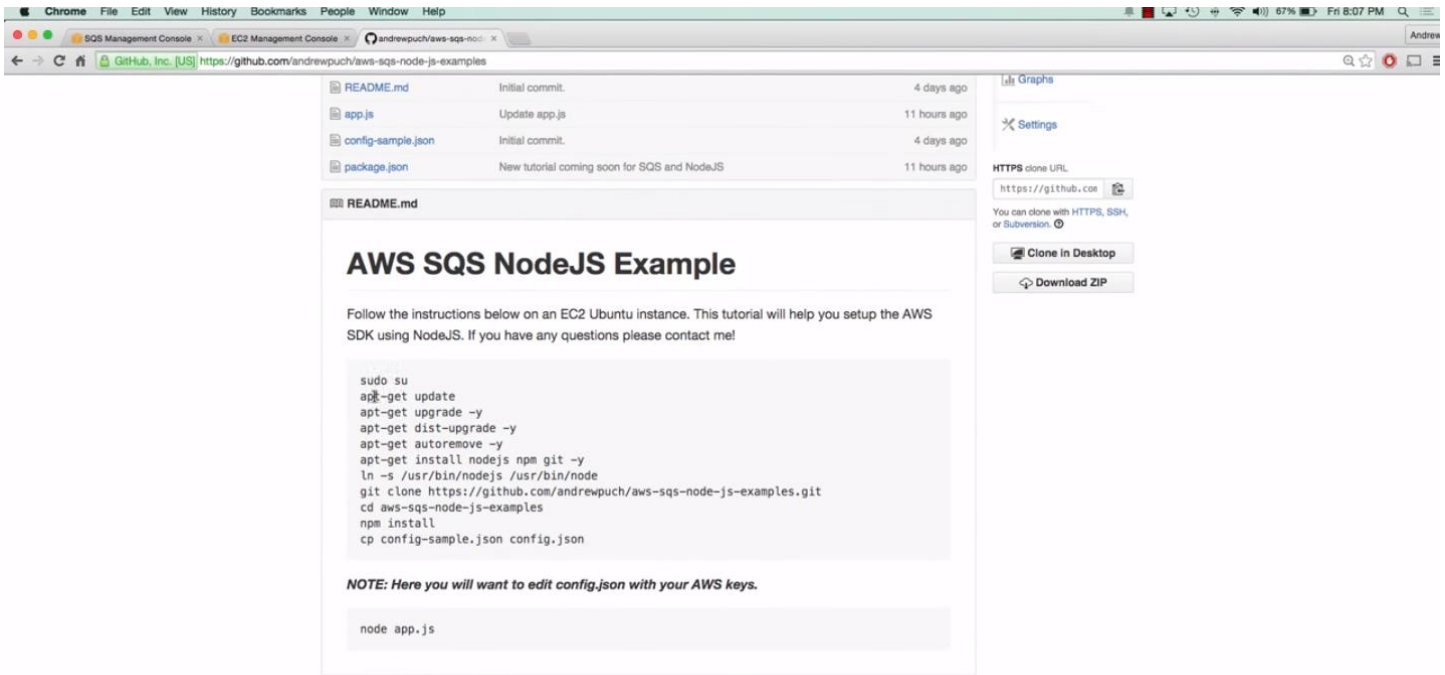 Chrome File Edit View History Bookmarks People Window Help 67% Fri 8:07 PM
SQS Management Console × EC2 Management Console × andrewpuch/aws-sqs-nod ×
Andrew
GitHub, Inc. [US] https://github.com/andrewpuch/aws-sqs-node-js-examples
README.md Initial commit. 4 days ago
app.js Update app.js 11 hours ago
config-sample.json Initial commit. 4 days ago
package.json New tutorial coming soon for SQS and NodeJS 11 hours ago
README.md
AWS SQS NodeJS Example
Follow the instructions below on an EC2 Ubuntu instance. This tutorial will help you setup the AWS
SDK using NodeJS. If you have any questions please contact me!
sudo su
apt-get update
apt-get upgrade -y
apt-get dist-upgrade -y
apt-get autoremove -y
apt-get install nodejs npm git -y
ln -s /usr/bin/nodejs /usr/bin/node
git clone https://github.com/andrewpuch/aws-sqs-node-js-examples.git
cd aws-sqs-node-js-examples
npm install
cp config-sample.json config.json
NOTE: Here you will want to edit config.json with your AWS keys.
node app.js
Graphs
Settings
HTTPS clone URL
https://github.com
You can clone with HTTPS, SSH,
or Subversion.
Clone in Desktop
Download ZIP